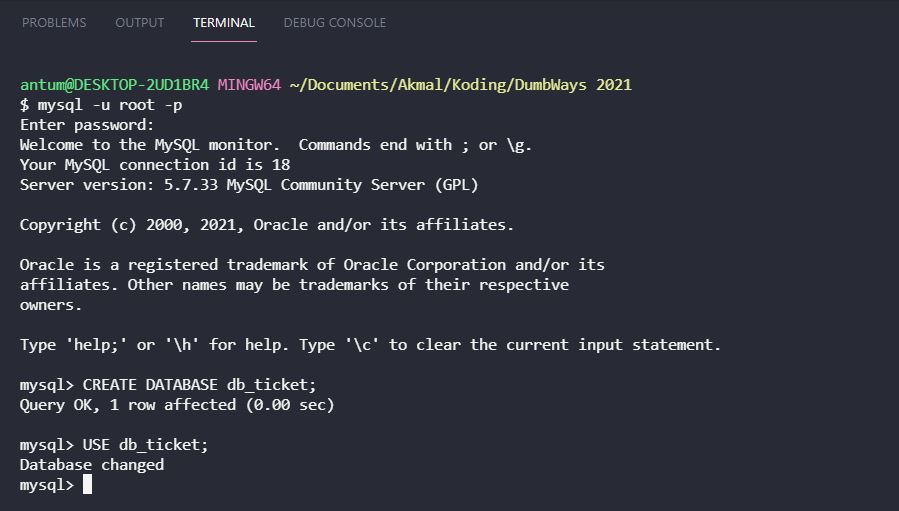 PROBLEMS OUTPUT TERMINAL DEBUG CONSOLE
antum@DESKTOP-2UD1BR4 MINGW64 ~/Documents/Akmal/Koding/DumbWays 2021
$ mysql -u root -p
Enter password:
Welcome to the MySQL monitor.  Commands end with ; or \g.
Your MySQL connection id is 18
Server version: 5.7.33 MySQL Community Server (GPL)
Copyright (c) 2000, 2021, Oracle and/or its affiliates.
Oracle is a registered trademark of Oracle Corporation and/or its
affiliates. Other names may be trademarks of their respective
owners.
Type 'help;' or '\h' for help. Type '\c' to clear the current input statement.
mysql> CREATE DATABASE db_ticket;
Query OK, 1 row affected (0.00 sec)
mysql> USE db_ticket;
Database changed
mysql>